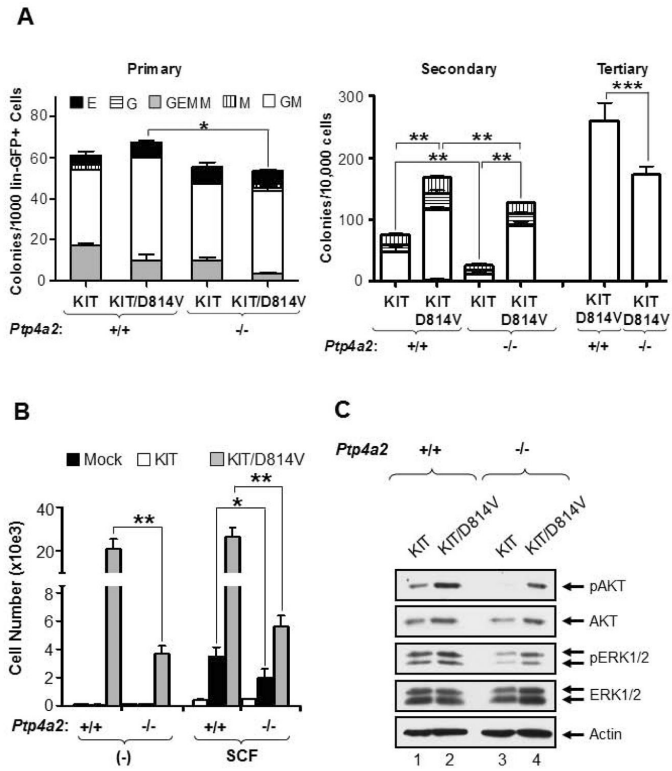 A
Primary
Colonies/1000 lin-GFP+ Cells
80
60
40
20
0
E G GEMM M GM
*
KIT KIT/D814V KIT KIT/D814V
Ptp4a2: +/+ -/-
Secondary Tertiary
Colonies/10,000 cells
300
200
100
0
** ** ** ** ***
KIT KIT D814V KIT KIT D814V KIT D814V KIT D814V
Ptp4a2: +/+ -/- +/+ -/-
B
Mock KIT KIT/D814V
Cell Number (x10e3)
40
20
8
6
4
2
0
** * **
Ptp4a2: +/+ -/- +/+ -/-
(-) SCF
C
Ptp4a2 +/+ -/-
KIT KIT/D814V KIT KIT/D814V
pAKT
AKT
pERK1/2
ERK1/2
Actin
1 2 3 4